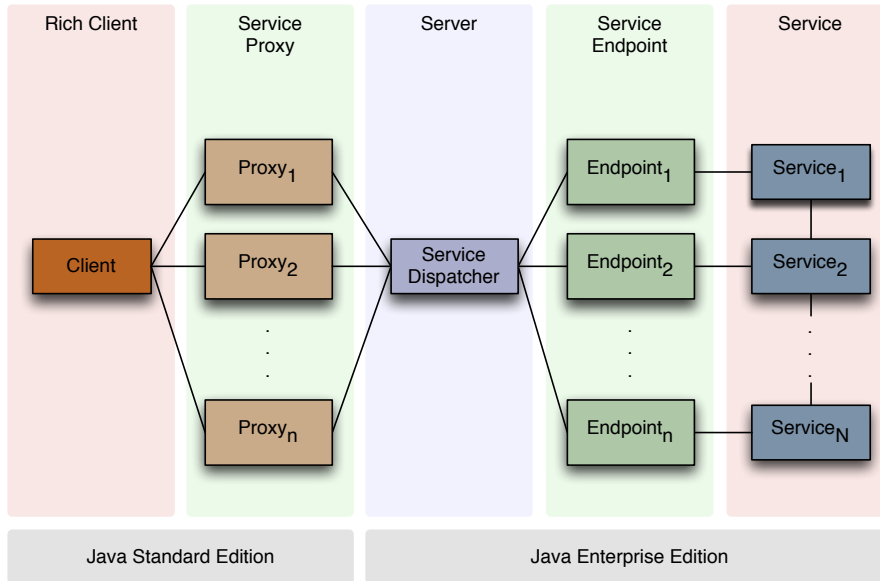 Rich Client
Service
Proxy
Server
Service
Endpoint
Service
Proxy1
Endpoint1
Service1
Client
Proxy2
Service
Dispatcher
Endpoint2
Service2
. . .
. . .
. . .
Proxyn
Endpointn
ServiceN
Java Standard Edition
Java Enterprise Edition